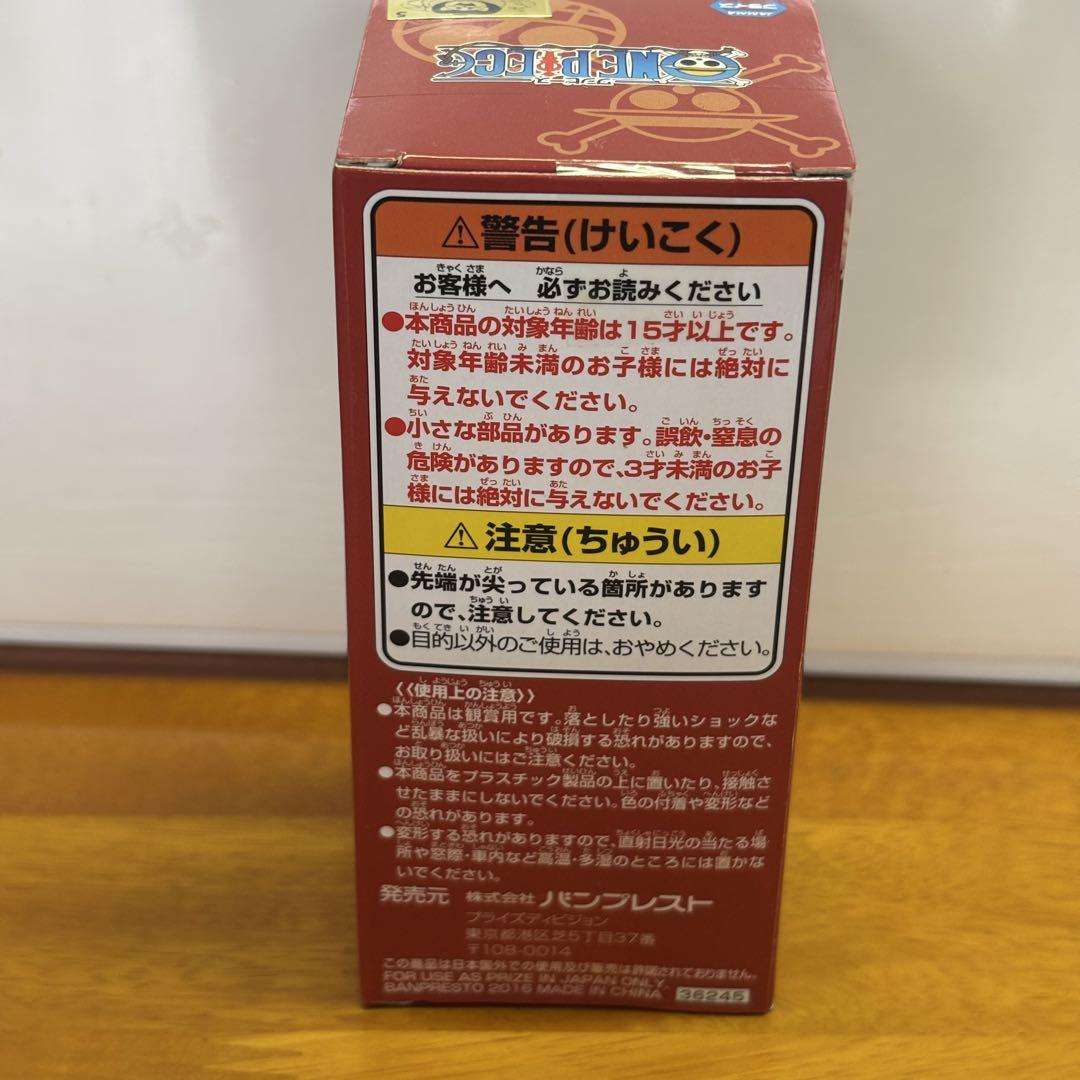 JAMMA
プライズ
ONE PIECE
ワンピース
警告(けいこく)
お客様へ 必ずお読みください
●本商品の対象年齢は15才以上です。
対象年齢未満のお子様には絶対に
与えないでください。
●小さな部品があります。誤飲・窒息の
危険がありますので、3才未満のお子
様には絶対に与えないでください。
注意(ちゅうい)
●先端が尖っている箇所があります
ので、注意してください。
●目的以外のご使用は、おやめください。
《使用上の注意》
●本商品は観賞用です。落としたり強いショックな
ど乱暴な扱いにより破損する恐れがありますので、
お取り扱いにはご注意ください。
●本商品をプラスチック製品の上に置いたり、接触さ
せたままにしないでください。色の付着や変形など
の恐れがあります。
●変形する恐れがありますので、直射日光の当たる場
所や窓際・車内など高温・多湿のところには置かな
いでください。
発売元 株式会社 バンプレスト
プライズディビジョン
東京都港区芝5丁目37番
〒108-0014
この商品は日本国外での使用及び販売は許諾されておりません。
FOR USE AS PRIZE IN JAPAN ONLY.
BANPRESTO 2016 MADE IN CHINA 36245